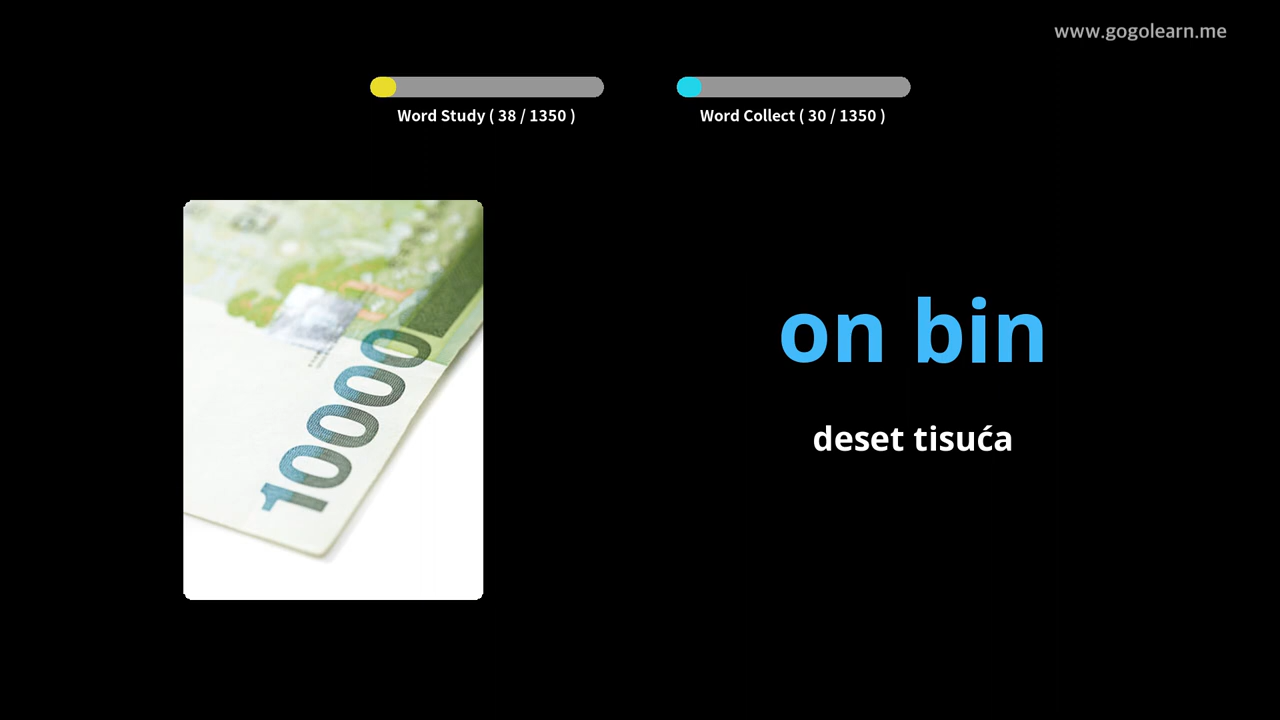 www.gogolearn.me
Word Study ( 38 / 1350 )
Word Collect ( 30 / 1350 )
10000
on bin
deset tisuća